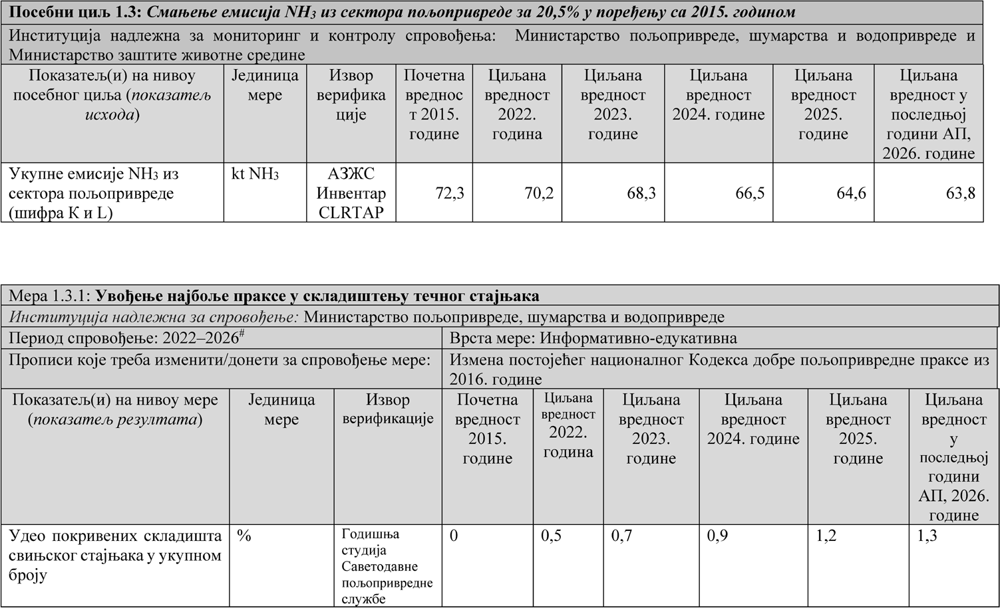 Посебни циљ 1.3: Смањење емисија NH3 из сектора пољопривреде за 20,5% у поређењу са 2015. годином
Институција надлежна за мониторинг и контролу спровођења: Министарство пољопривреде, шумарства и водопривреде и
Министарство заштите животне средине
Показатељ(и) на нивоу
посебног циља (показатељ
исхода)
Јединица
мере
Извор
верифика
ције
Почетна
вреднос
т 2015.
године
Циљана
вредност
2022.
година
Циљана
вредност
2023.
године
Циљана
вредност
2024. године
Циљана
вредност
2025.
године
Циљана
вредност у
последњој
години АП,
2026. године
Укупне емисије NH3 из
сектора пољопривреде
(шифра K и L)
kt NH3
АЗЖС
Инвентар
CLRTAP
72,3
70,2
68,3
66,5
64,6
63,8
Мера 1.3.1: Увођење најбоље праксе у складиштењу течног стајњака
Институција надлежна за спровођење: Министарство пољопривреде, шумарства и водопривреде
Период спровођење: 2022–2026#
Врста мере: Информативно-едукативна
Прописи које треба изменити/донети за спровођење мере:
Измена постојећег националног Кодекса добре пољопривредне праксе из
2016. године
Показатељ(и) на нивоу мере
(показатељ резултата)
Јединица
мере
Извор
верификације
Почетна
вредност
2015.
године
Циљана
вредност
2022.
година
Циљана
вредност
2023.
године
Циљана
вредност
2024. године
Циљана
вредност
2025.
године
Циљана
вредност
у
последњој
години
АП, 2026.
године
Удео покривених складишта
свињског стајњака у укупном
броју
%
Годишња
студија
Саветодавне
пољопривредне
службе
0
0,5
0,7
0,9
1,2
1,3